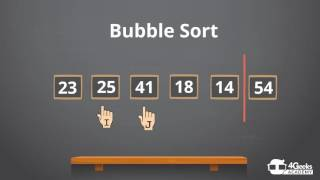 Bubble Sort
23 25 41 18 14 54
I J
4Geeks
ACADEMY